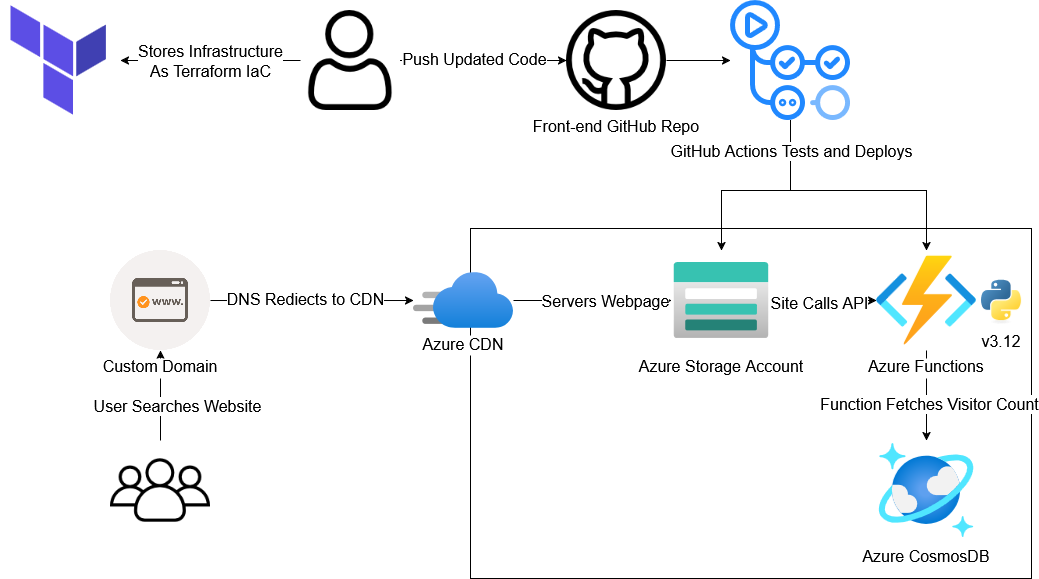 Stores Infrastructure
As Terraform IaC
Push Updated Code
Front-end GitHub Repo
GitHub Actions Tests and Deploys
www.
DNS Rediects to CDN
Servers Webpage
Site Calls API
v3.12
Azure CDN
Custom Domain
Azure Storage Account
Azure Functions
User Searches Website
Function Fetches Visitor Count
Azure CosmosDB